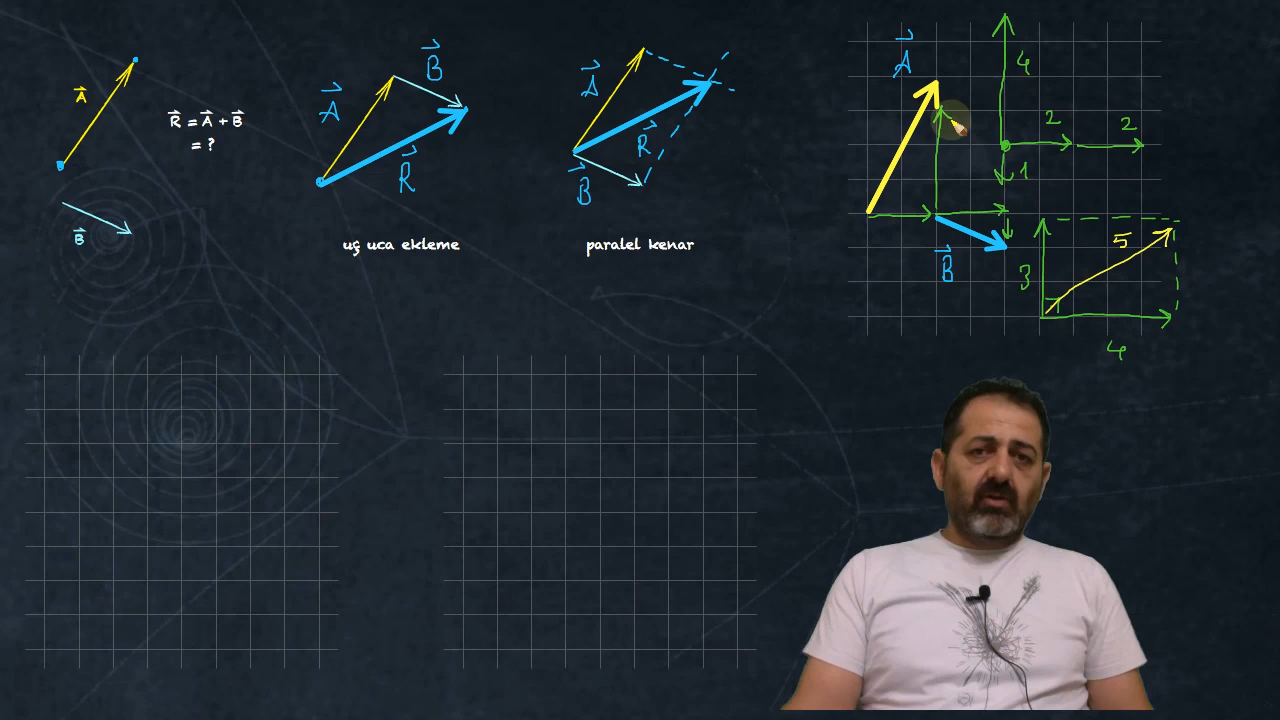 A⃗
B⃗
R⃗ = A⃗ + B⃗
= ?
A⃗
B⃗
R⃗
uç uca ekleme
A⃗
B⃗
R⃗
paralel kenar
A⃗
B⃗
4
2
2
1
3
5
4